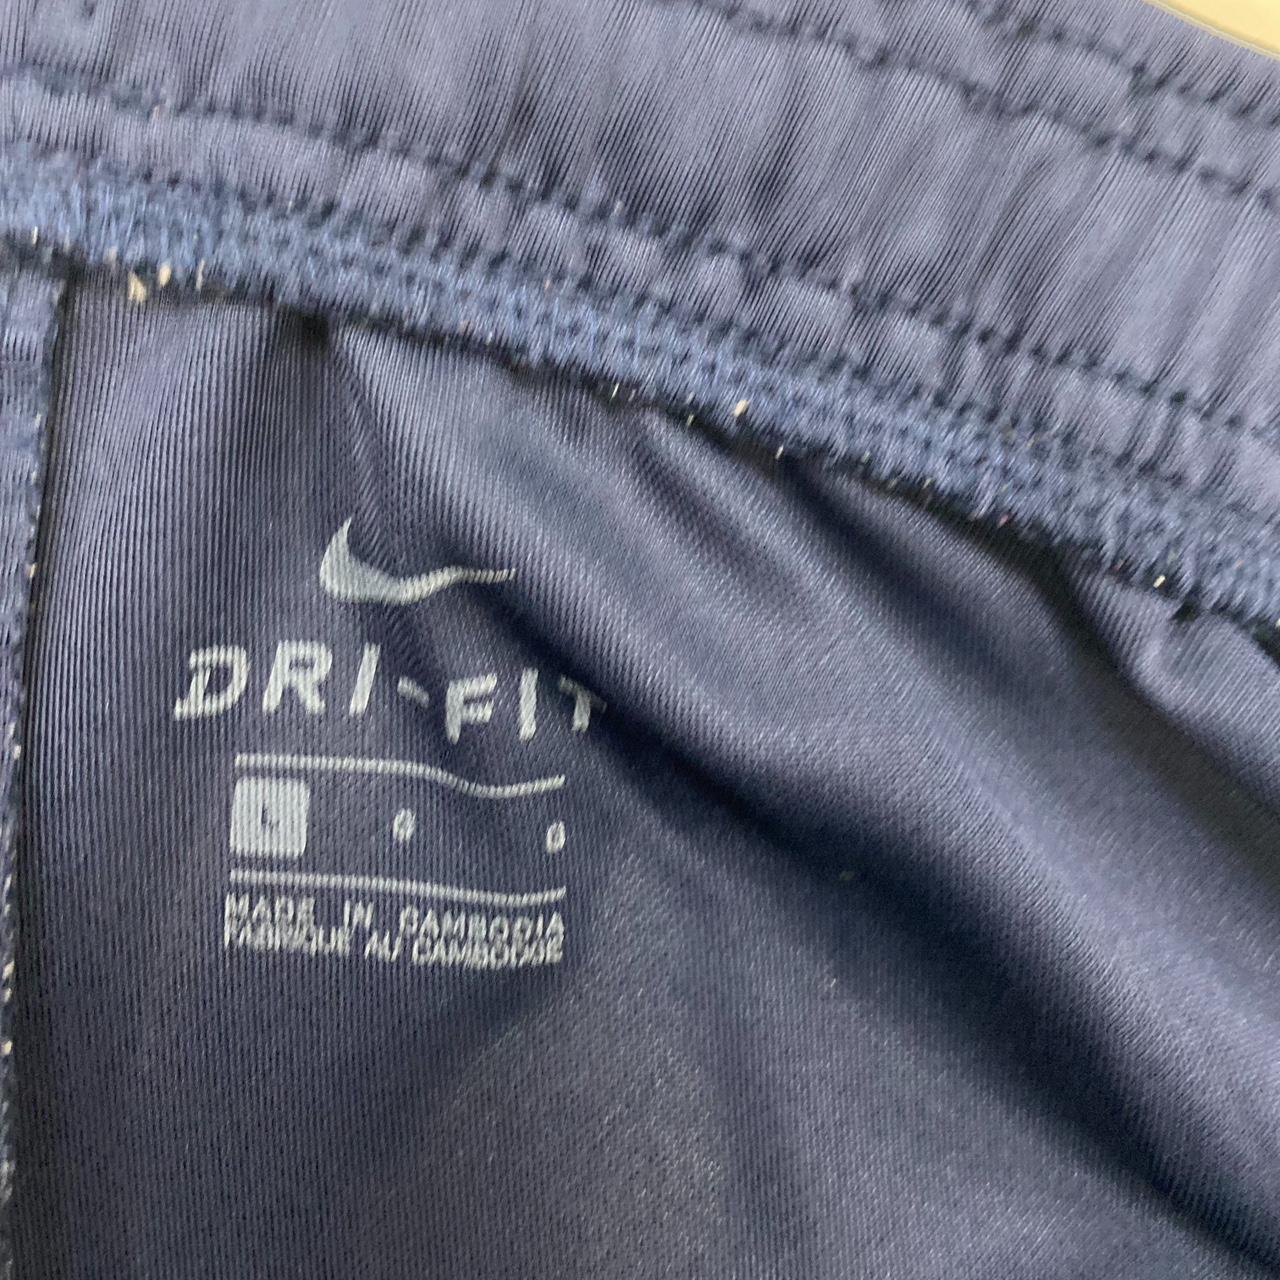 DRI-FIT
L G G
MADE IN CAMBODIA
FABRIQUÉ AU CAMBODGE